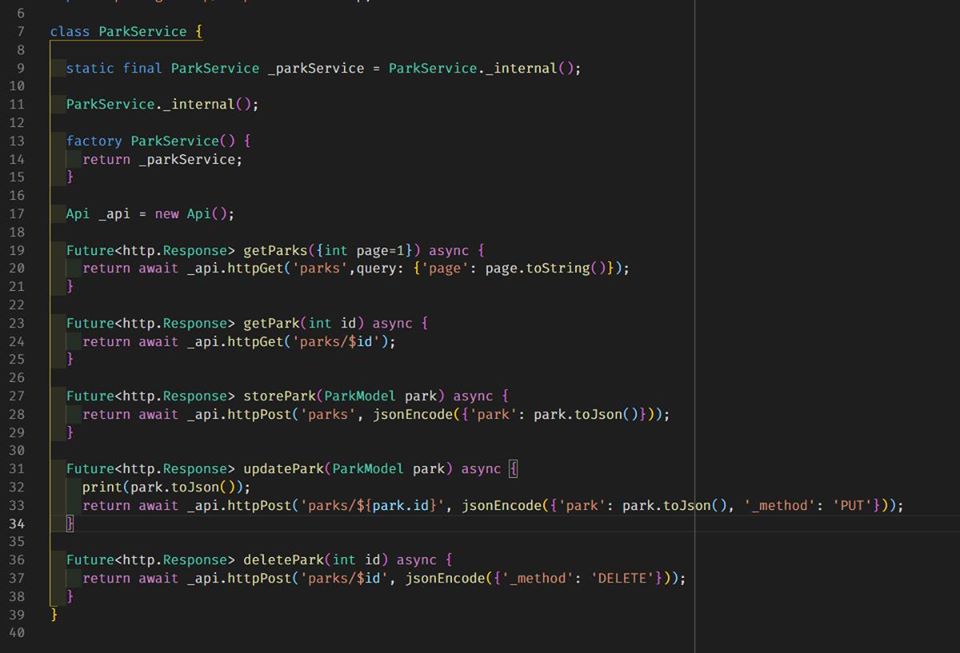 6
7 class ParkService {
8
9 static final ParkService _parkService = ParkService._internal();
10
11 ParkService._internal();
12
13 factory ParkService() {
14 return _parkService;
15 }
16
17 Api _api = new Api();
18
19 Future<http.Response> getParks({int page=1}) async {
20 return await _api.httpGet('parks',query: {'page': page.toString()});
21 }
22
23 Future<http.Response> getPark(int id) async {
24 return await _api.httpGet('parks/$id');
25 }
26
27 Future<http.Response> storePark(ParkModel park) async {
28 return await _api.httpPost('parks', jsonEncode({'park': park.toJson()}));
29 }
30
31 Future<http.Response> updatePark(ParkModel park) async {
32 print(park.toJson());
33 return await _api.httpPost('parks/${park.id}', jsonEncode({'park': park.toJson(), '_method': 'PUT'}));
34 }
35
36 Future<http.Response> deletePark(int id) async {
37 return await _api.httpPost('parks/$id', jsonEncode({'_method': 'DELETE'}));
38 }
39 }
40